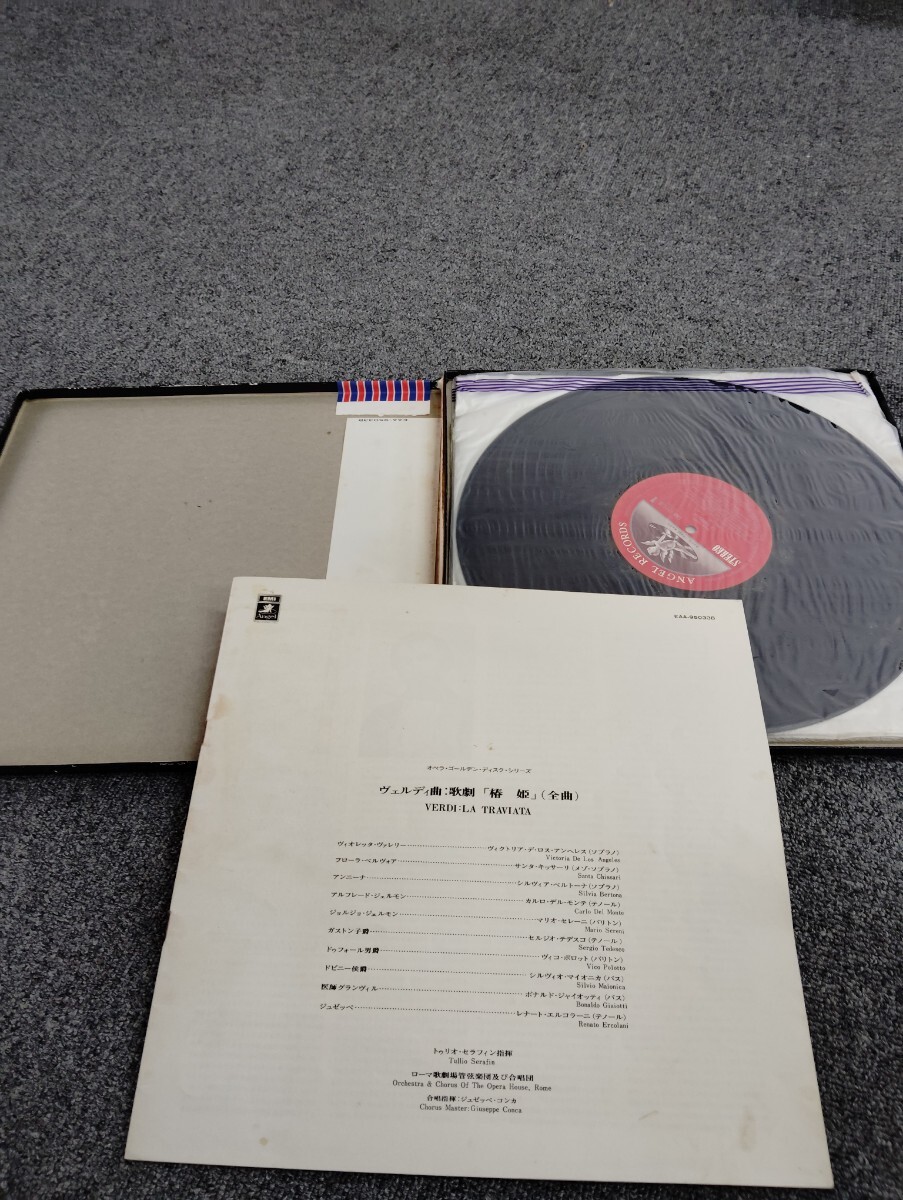 STEREO
ANGEL RECORDS
EMI
Angel
EAA-93033B
オペラ・ゴールデン・ディスク・シリーズ
ヴェルディ曲:歌劇「椿 姫」(全曲)
VERDI:LA TRAVIATA
ヴィオレッタ・ヴァレリー……ヴィクトリア・デ・ロス・アンヘレス(ソプラノ)
Victoria De Los Angeles
フローラ・ベルヴォア……サンタ・キッサーリ(メゾ・ソプラノ)
Santa Chissari
アンニーナ……シルヴィア・ベルトーナ(ソプラノ)
Silvia Bertona
アルフレード・ジェルモン……カルロ・デル・モンテ(テノール)
Carlo Del Monte
ジョルジョ・ジェルモン……マリオ・セレーニ(バリトン)
Mario Sereni
ガストン子爵……セルジオ・テデスコ(テノール)
Sergio Tedesco
ドゥフォール男爵……ヴィコ・ポロット(バリトン)
Vico Polotto
ドビニー侯爵……シルヴィオ・マイオニカ(バス)
Silvio Maionica
医師グランヴィル……ボナルド・ジャイオッティ(バス)
Bonaldo Giaiotti
ジュゼッペ……レナート・エルコラーニ(テノール)
Renato Ercolani
トゥリオ・セラフィン指揮
Tullio Serafin
ローマ歌劇場管弦楽団及び合唱団
Orchestra & Chorus Of The Opera House, Rome
合唱指揮:ジュゼッペ・コンカ
Chorus Master:Giuseppe Conca